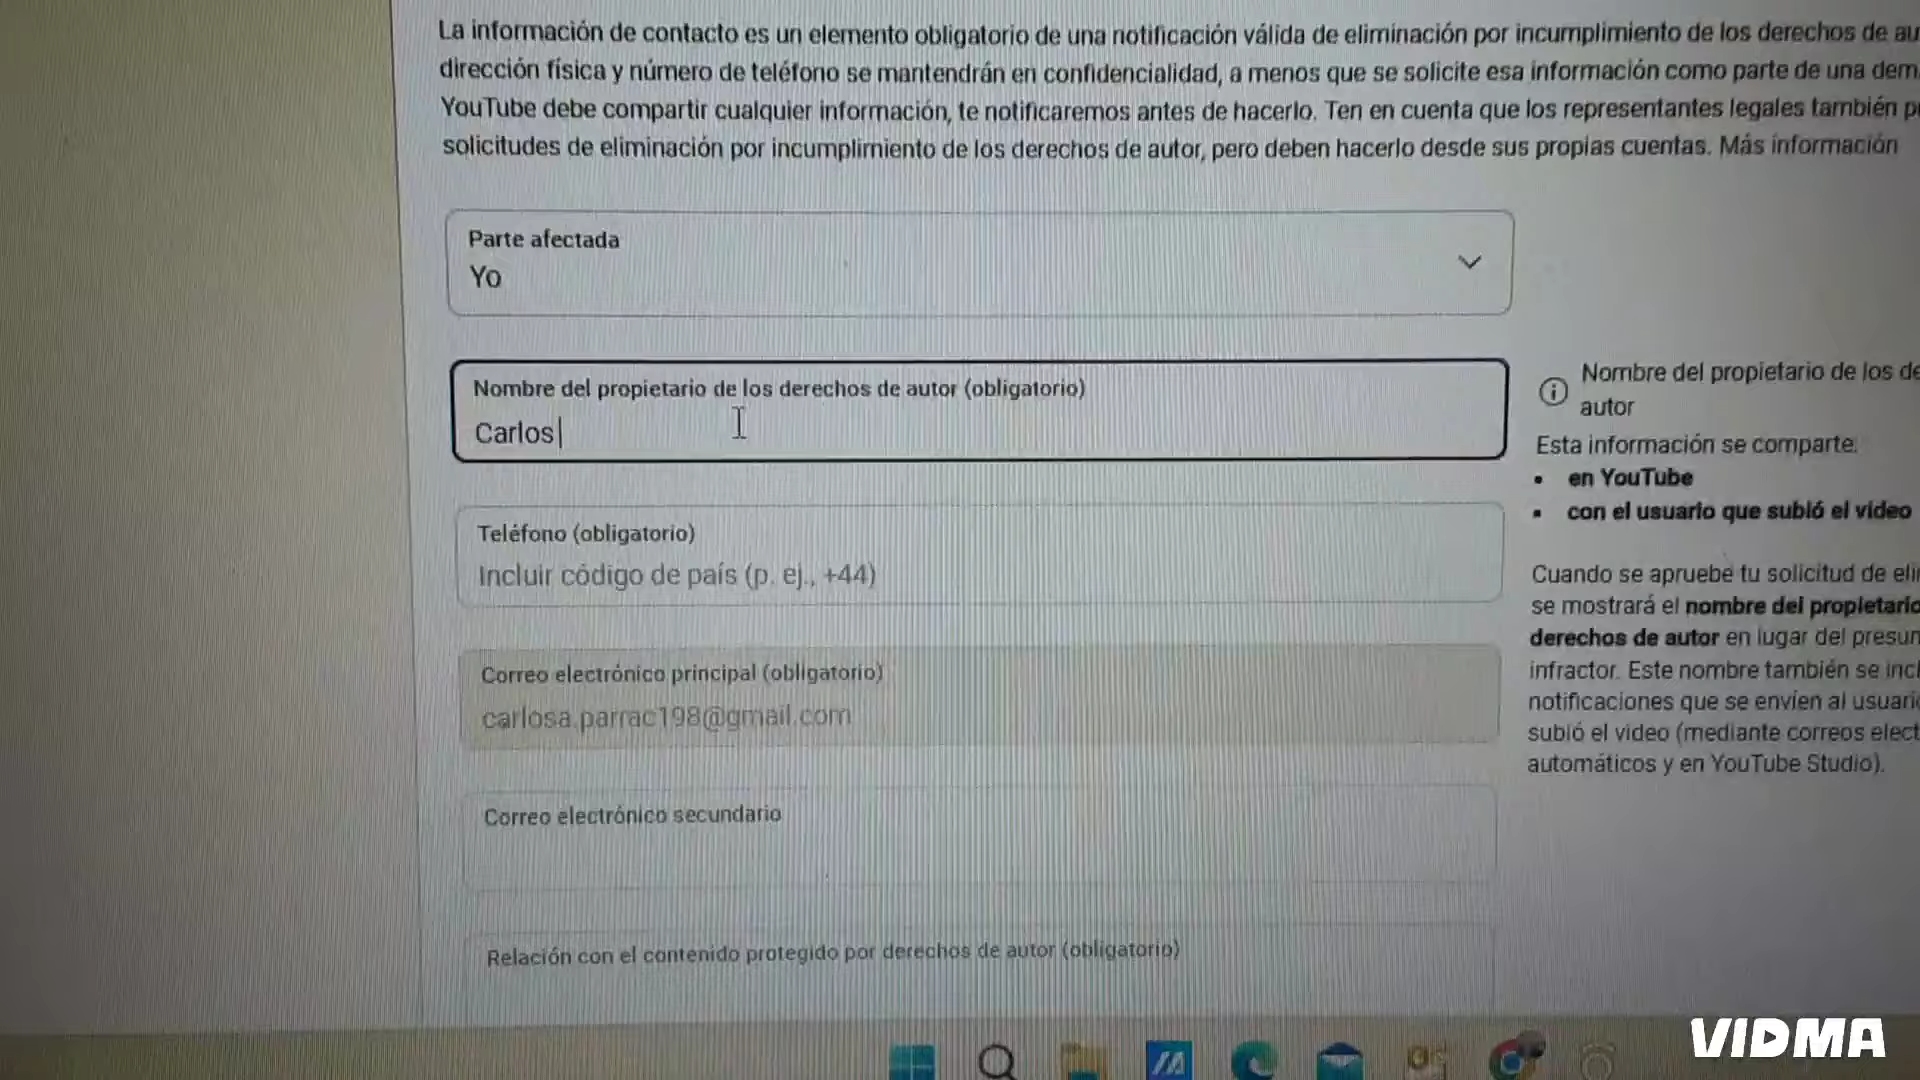 La información de contacto es un elemento obligatorio de una notificación válida de eliminación por incumplimiento de los derechos de au
dirección física y número de teléfono se mantendrán en confidencialidad, a menos que se solicite esa información como parte de una dem
YouTube debe compartir cualquier información, te notificaremos antes de hacerlo. Ten en cuenta que los representantes legales también p
solicitudes de eliminación por incumplimiento de los derechos de autor, pero deben hacerlo desde sus propias cuentas. Más información
Parte afectada
Yo
Nombre del propietario de los derechos de autor (obligatorio)
Carlos
Teléfono (obligatorio)
Incluir código de país (p. ej., +44)
Correo electrónico principal (obligatorio)
carlosa.parrac198@gmail.com
Correo electrónico secundario
Relación con el contenido protegido por derechos de autor (obligatorio)
Nombre del propietario de los de
autor
Esta información se comparte:
• en YouTube
• con el usuario que subió el video
Cuando se apruebe tu solicitud de eli
se mostrará el nombre del propietario
derechos de autor en lugar del presun
infractor. Este nombre también se incl
notificaciones que se envíen al usuario
subió el video (mediante correos elect
automáticos y en YouTube Studio).
VIDMA